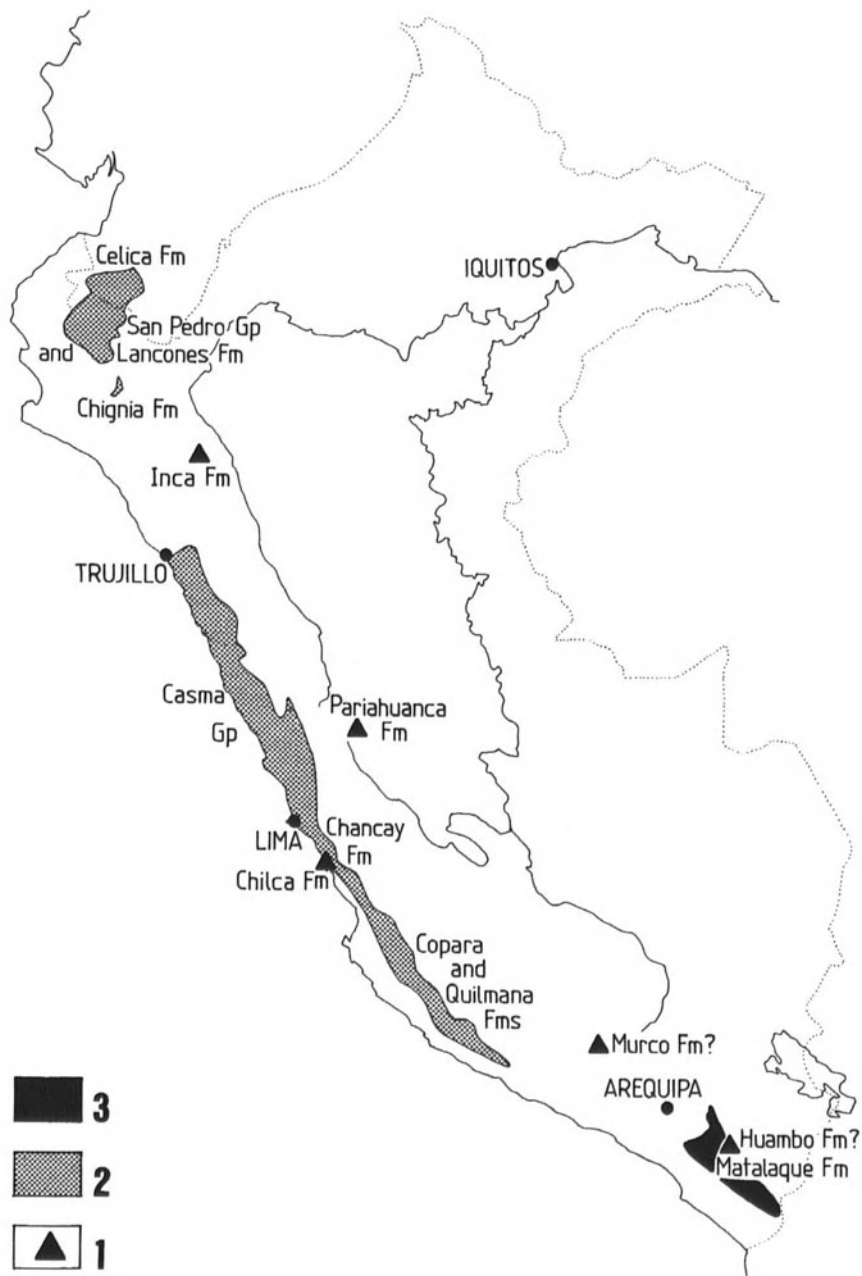 Celica Fm
IQUITOS
San Pedro Gp
and Lancones Fm
Chignia Fm
Inca Fm
TRUJILLO
Casma
Gp
Pariahuanca
Fm
LIMA
Chancay
Fm
Chilca Fm
Copara
and
Quilmana
Fms
Murco Fm?
AREQUIPA
Huambo Fm?
Matalaque Fm
3
2
1